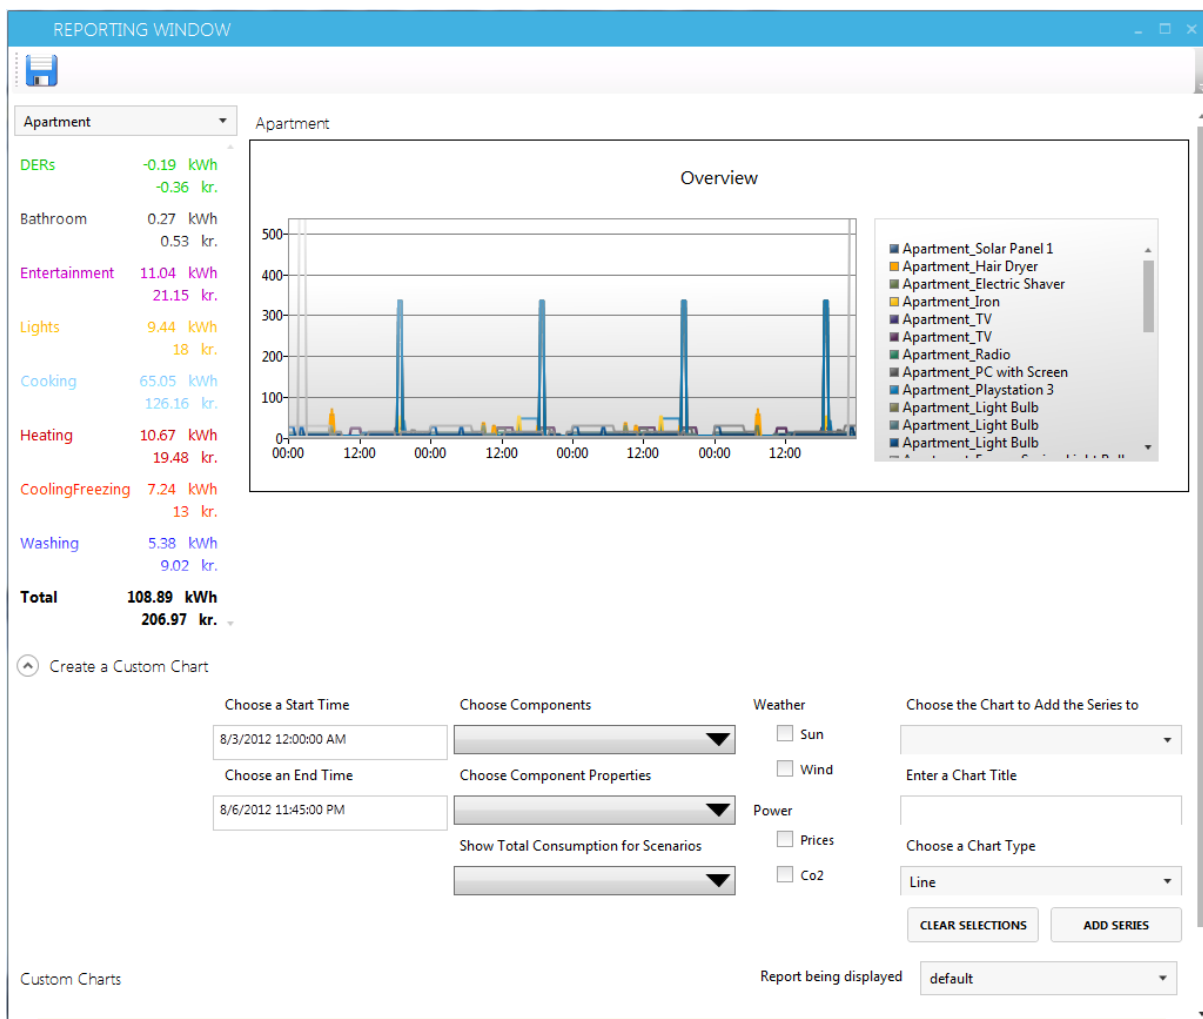 REPORTING WINDOW
Apartment
DERs -0.19 kWh
-0.36 kr.
Bathroom 0.27 kWh
0.53 kr.
Entertainment 11.04 kWh
21.15 kr.
Lights 9.44 kWh
18 kr.
Cooking 65.05 kWh
126.16 kr.
Heating 10.67 kWh
19.48 kr.
CoolingFreezing 7.24 kWh
13 kr.
Washing 5.38 kWh
9.02 kr.
Total 108.89 kWh
206.97 kr.
Apartment
Overview
500
400
300
200
100
0
00:00 12:00 00:00 12:00 00:00 12:00 00:00 12:00
Apartment_Solar Panel 1
Apartment_Hair Dryer
Apartment_Electric Shaver
Apartment_Iron
Apartment_TV
Apartment_TV
Apartment_Radio
Apartment_PC with Screen
Apartment_Playstation 3
Apartment_Light Bulb
Apartment_Light Bulb
Apartment_Light Bulb
Create a Custom Chart
Choose a Start Time
8/3/2012 12:00:00 AM
Choose an End Time
8/6/2012 11:45:00 PM
Choose Components
Choose Component Properties
Show Total Consumption for Scenarios
Weather
Sun
Wind
Power
Prices
Co2
Choose the Chart to Add the Series to
Enter a Chart Title
Choose a Chart Type
Line
CLEAR SELECTIONS ADD SERIES
Custom Charts
Report being displayed default